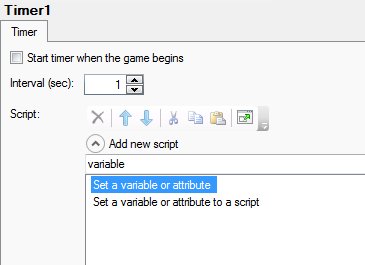 Timer1
Timer
Start timer when the game begins
Interval (sec): 1
Script:
Add new script
variable
Set a variable or attribute
Set a variable or attribute to a script